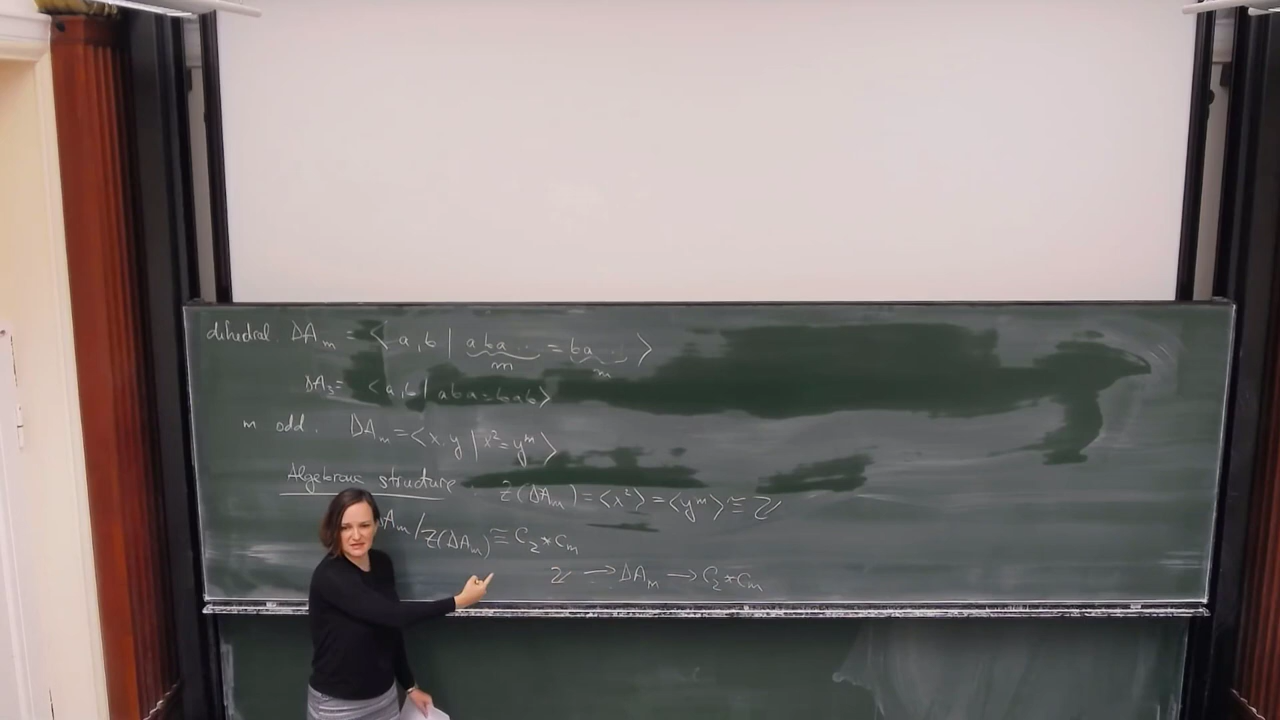 dihedral. DA_m = < a, b | aba... = ba... >
m m
DA_3 = < a, b | aba = bab >
m odd. DA_m = < x, y | x² = y^m >
Algebraic structure. Z(DA_m) = <x²> = <y^m> ≅ ℤ
A_m / Z(DA_m) ≅ C_2 * C_m
ℤ → DA_m → C_2 * C_m